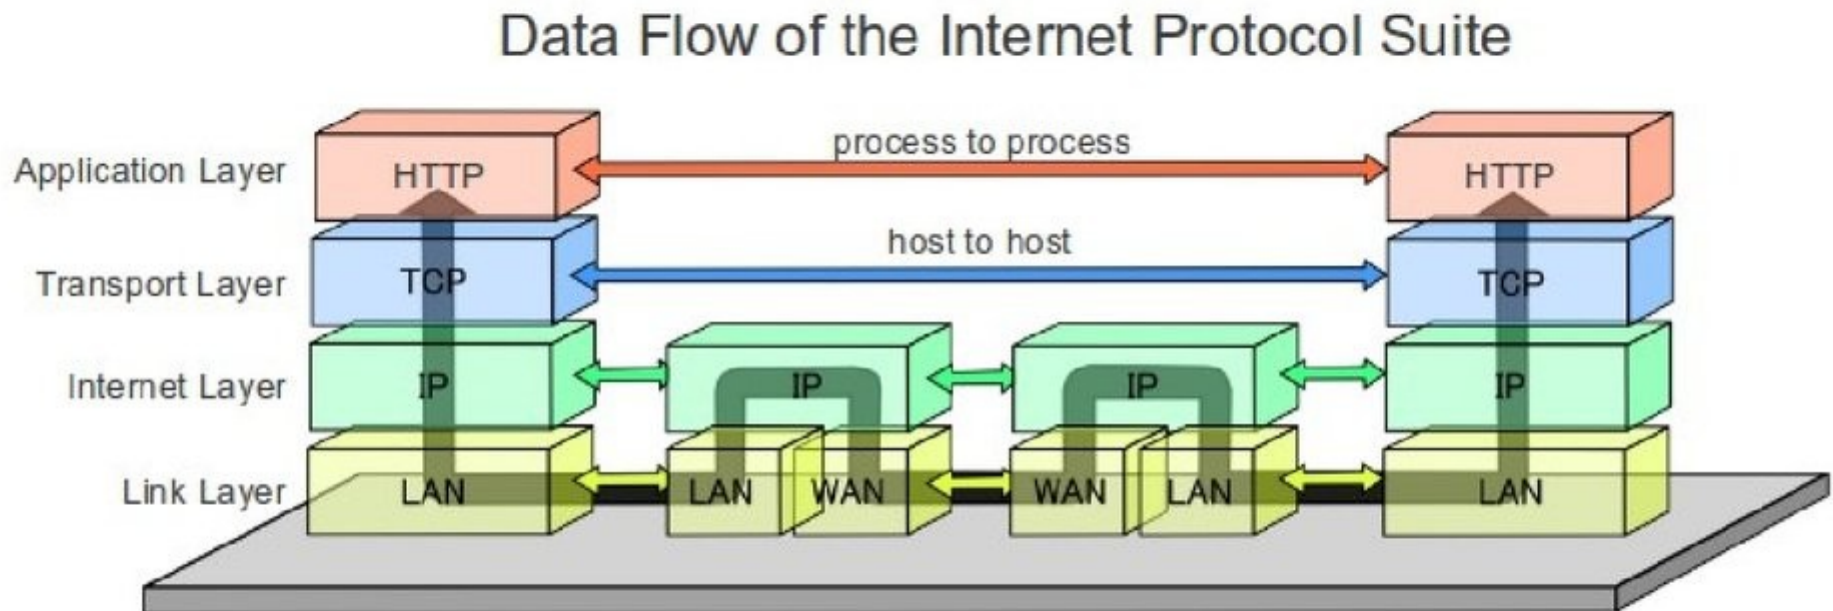 Data Flow of the Internet Protocol Suite
Application Layer
HTTP
process to process
HTTP
Transport Layer
TCP
host to host
TCP
Internet Layer
IP
IP
IP
IP
Link Layer
LAN
LAN
WAN
WAN
LAN
LAN